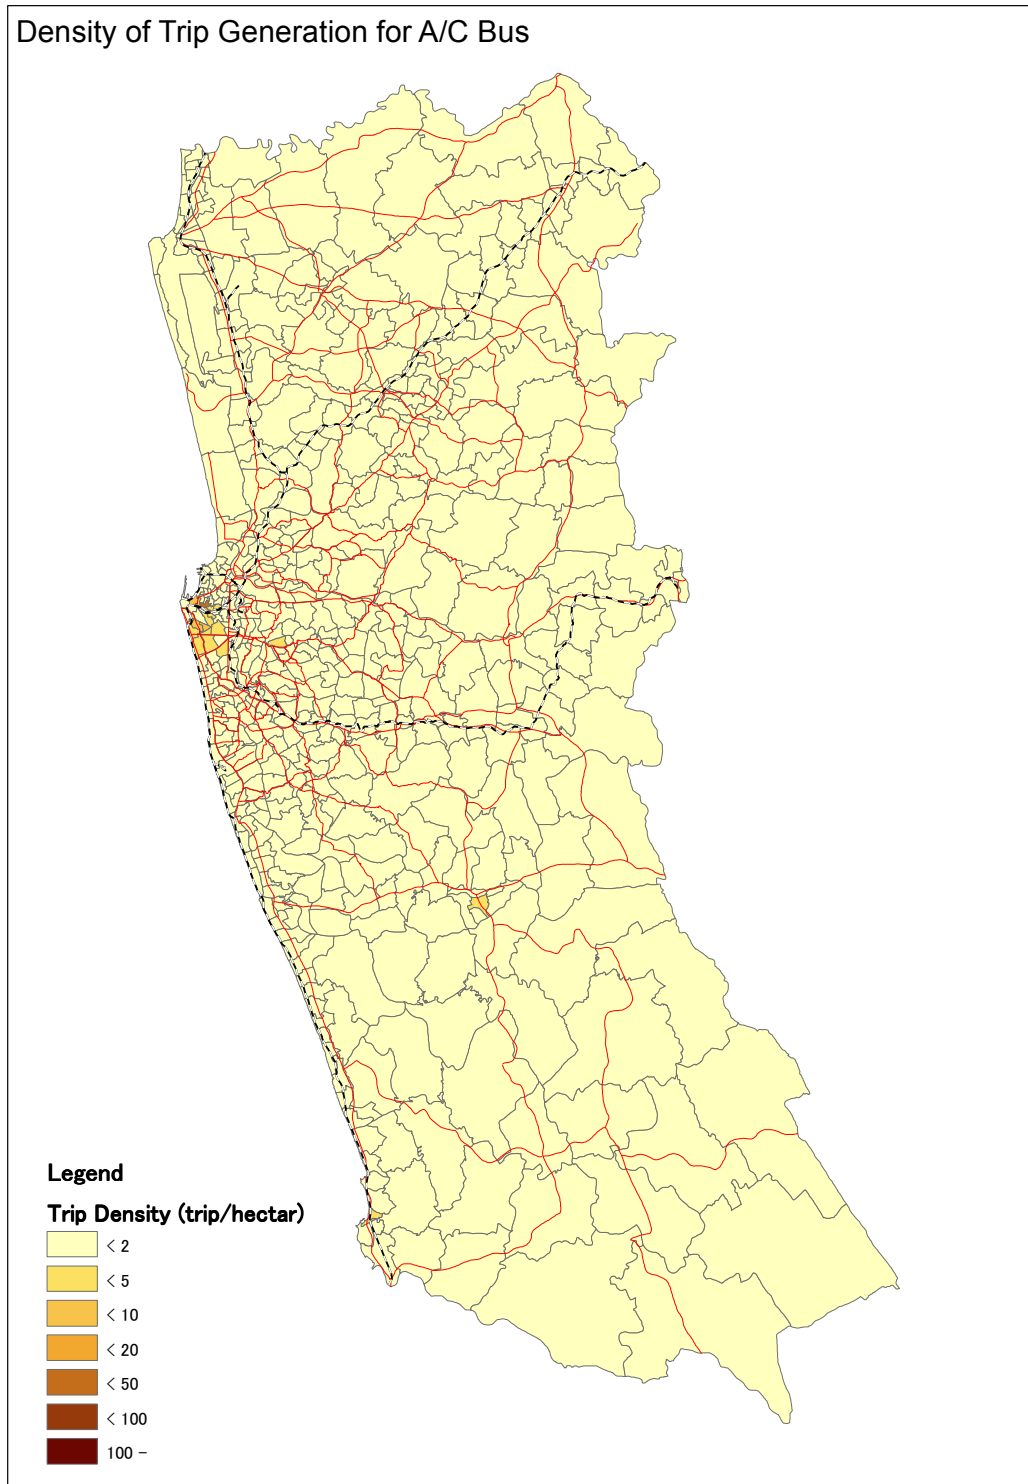 Density of Trip Generation for A/C Bus
Legend
Trip Density (trip/hectar)
< 2
< 5
< 10
< 20
< 50
< 100
100 -